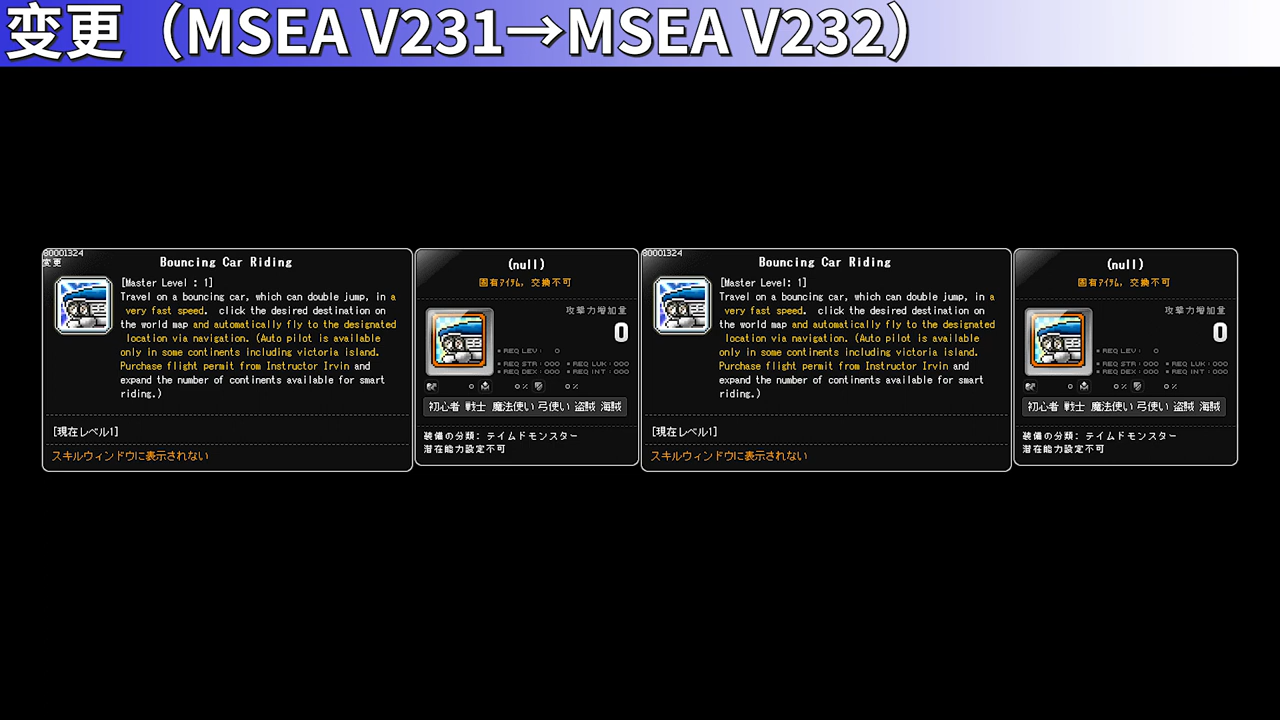 変更（MSEA V231→MSEA V232）
80001324
変更
Bouncing Car Riding
[Master Level : 1]
Travel on a bouncing car, which can double jump, in a
very fast speed.  click the desired destination on
the world map and automatically fly to the designated
location via navigation. (Auto pilot is available
only in some continents including victoria island.
Purchase flight permit from Instructor Irvin and
expand the number of continents available for smart
riding.)
[現在レベル1]
スキルウィンドウに表示されない
(null)
固有ｱｲﾃﾑ, 交換不可
攻撃力増加量
0
REQ LEV : 0
REQ STR : 000 REQ LUK : 000
REQ DEX : 000 REQ INT : 000
0 0% 0%
初心者 戦士 魔法使い 弓使い 盗賊 海賊
装備の分類: テイムドモンスター
潜在能力設定不可
80001324
Bouncing Car Riding
[Master Level: 1]
Travel on a bouncing car, which can double jump, in a
very fast speed.  click the desired destination on
the world map and automatically fly to the designated
location via navigation. (Auto pilot is available
only in some continents including victoria island.
Purchase flight permit from Instructor Irvin and
expand the number of continents available for smart
riding.)
[現在レベル1]
スキルウィンドウに表示されない
(null)
固有ｱｲﾃﾑ, 交換不可
攻撃力増加量
0
REQ LEV : 0
REQ STR : 000 REQ LUK : 000
REQ DEX : 000 REQ INT : 000
0 0% 0%
初心者 戦士 魔法使い 弓使い 盗賊 海賊
装備の分類: テイムドモンスター
潜在能力設定不可